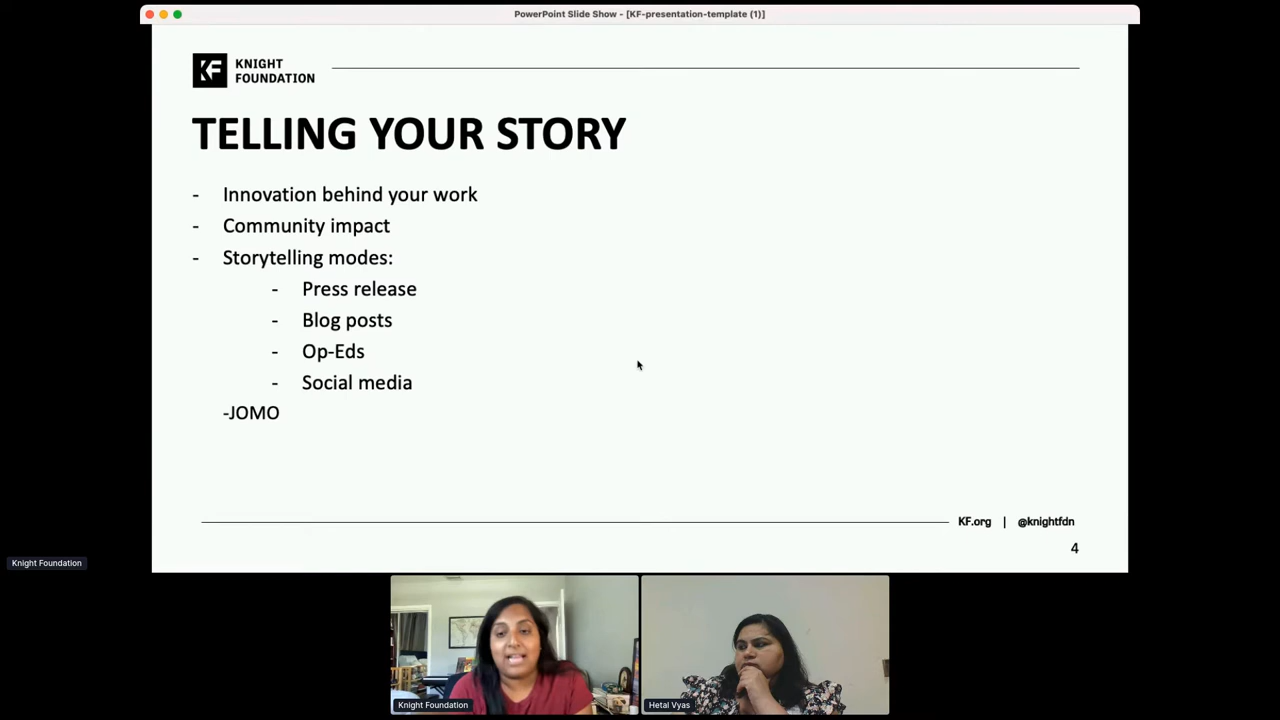 PowerPoint Slide Show - [KF-presentation-template (1)]
KF
KNIGHT
FOUNDATION
TELLING YOUR STORY
- Innovation behind your work
- Community impact
- Storytelling modes:
- Press release
- Blog posts
- Op-Eds
- Social media
-JOMO
KF.org | @knightfdn
4
Knight Foundation
Knight Foundation
Hetal Vyas